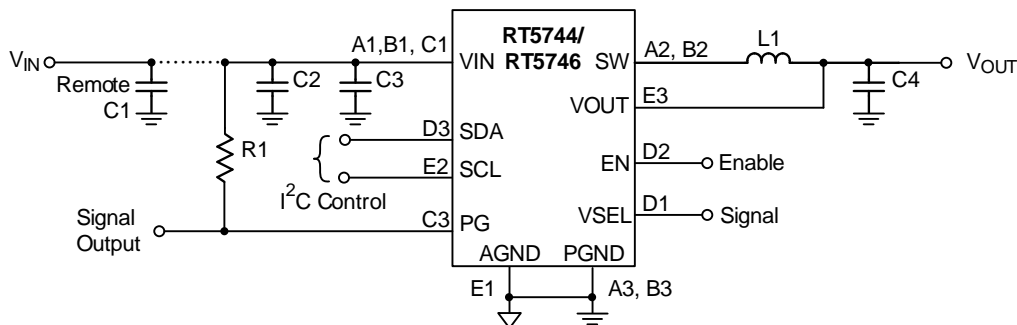 RT5744/
RT5746
V_IN
A1,B1, C1
VIN
SW
A2, B2
L1
V_OUT
Remote
C1
C2
C3
C4
VOUT
E3
R1
D3
SDA
E2
SCL
I²C Control
EN
D2
Enable
VSEL
D1
Signal
Signal
Output
C3
PG
AGND
PGND
E1
A3, B3